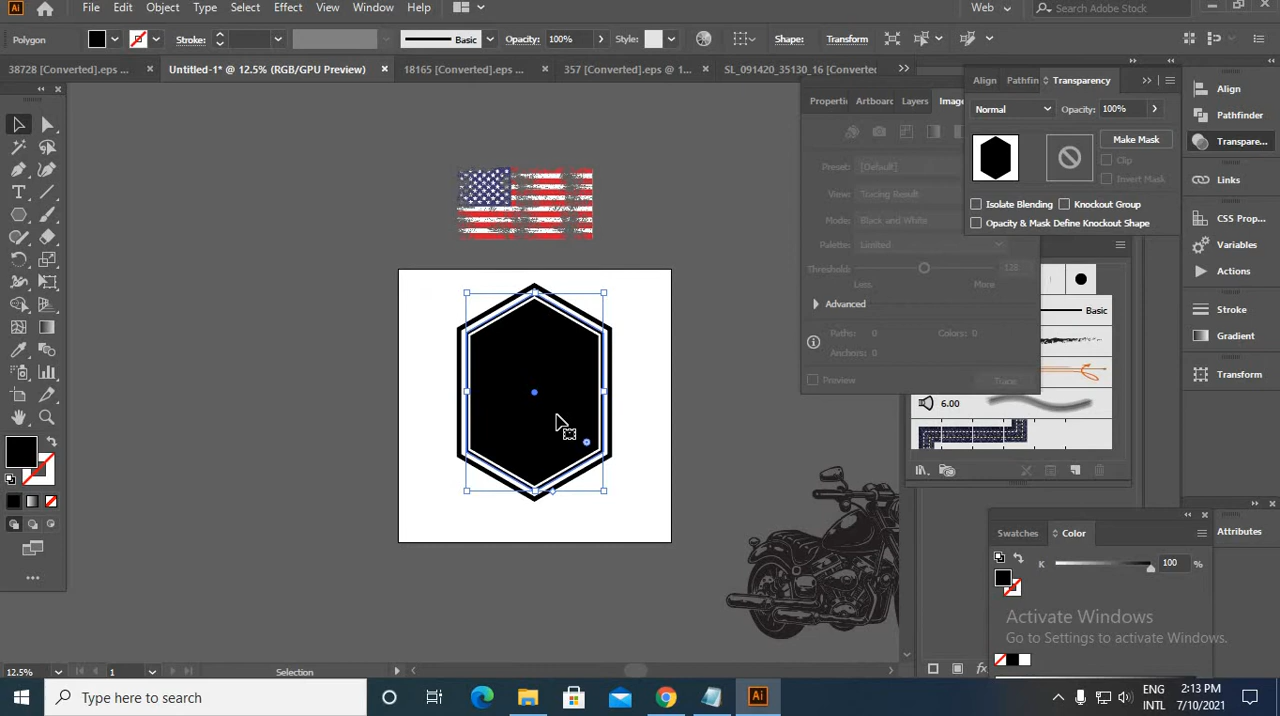 File Edit Object Type Select Effect View Window Help Web Search Adobe Stock
Polygon Stroke: Basic Opacity: 100% Style: Shape: Transform
38728 [Converted].eps ... Untitled-1* @ 12.5% (RGB/GPU Preview) 18165 [Converted].eps ... 357 [Converted].eps @ 1... SL_091420_35130_16 [Converte
Align Pathfin Transparency
Normal Opacity: 100%
Make Mask
Clip
Invert Mask
Isolate Blending Knockout Group
Opacity & Mask Define Knockout Shape
Properti Artboar Layers Imag
Preset: [Default]
View: Tracing Result
Mode: Black and White
Palette: Limited
Threshold: 138
Less More
Advanced
Paths: 0 Colors: 0
Anchors: 0
Preview Trace
Basic
6.00
Align
Pathfinder
Transpare...
Links
CSS Prop...
Variables
Actions
Stroke
Gradient
Transform
Attributes
Swatches Color
K 100 %
Activate Windows
Go to Settings to activate Windows.
12.5% 1 Selection
Type here to search
ENG 2:13 PM
INTL 7/10/2021